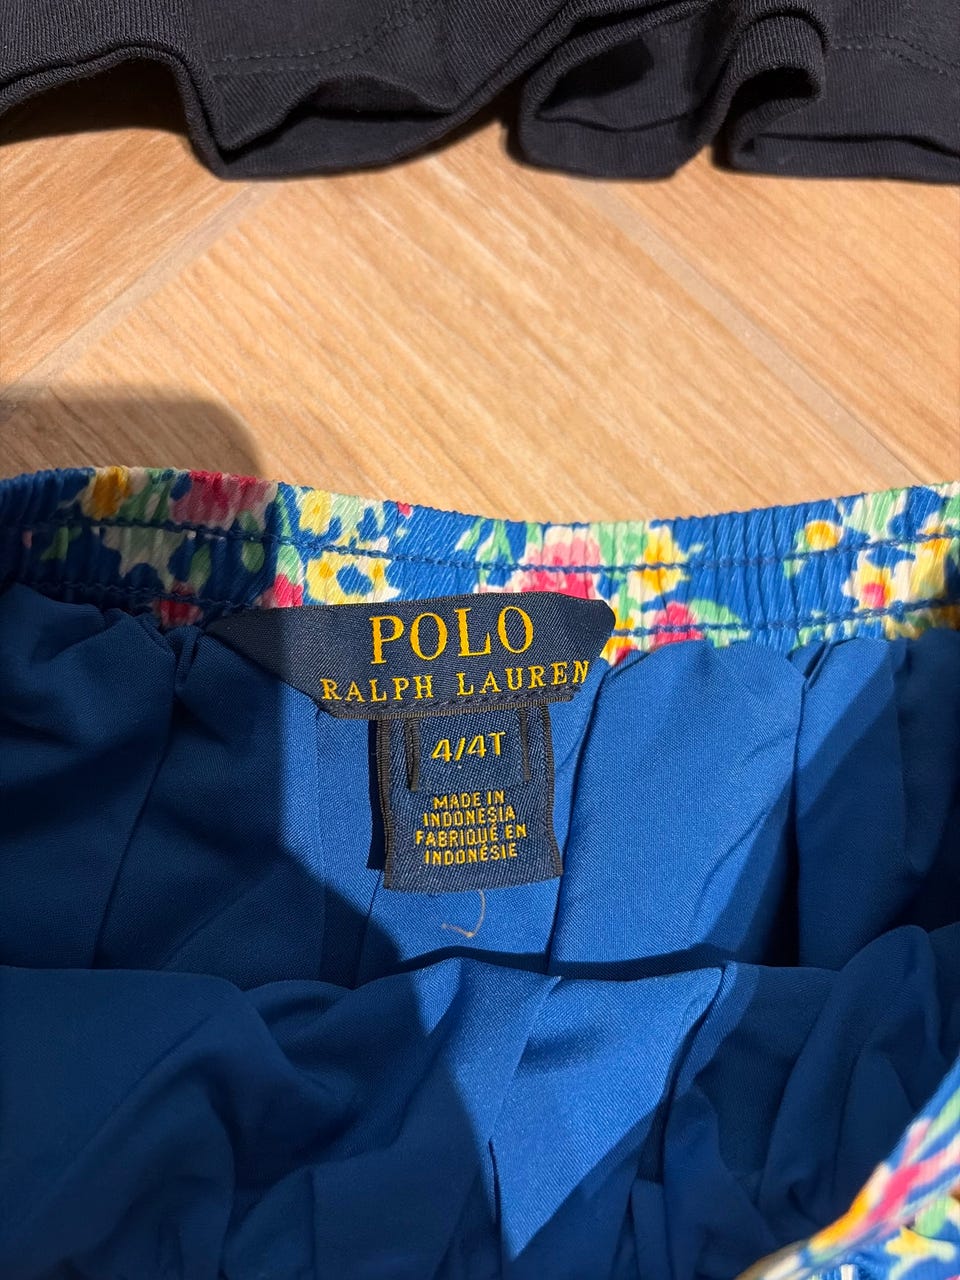 POLO
RALPH LAUREN
4/4T
MADE IN
INDONESIA
FABRIQUÉ EN
INDONÉSIE